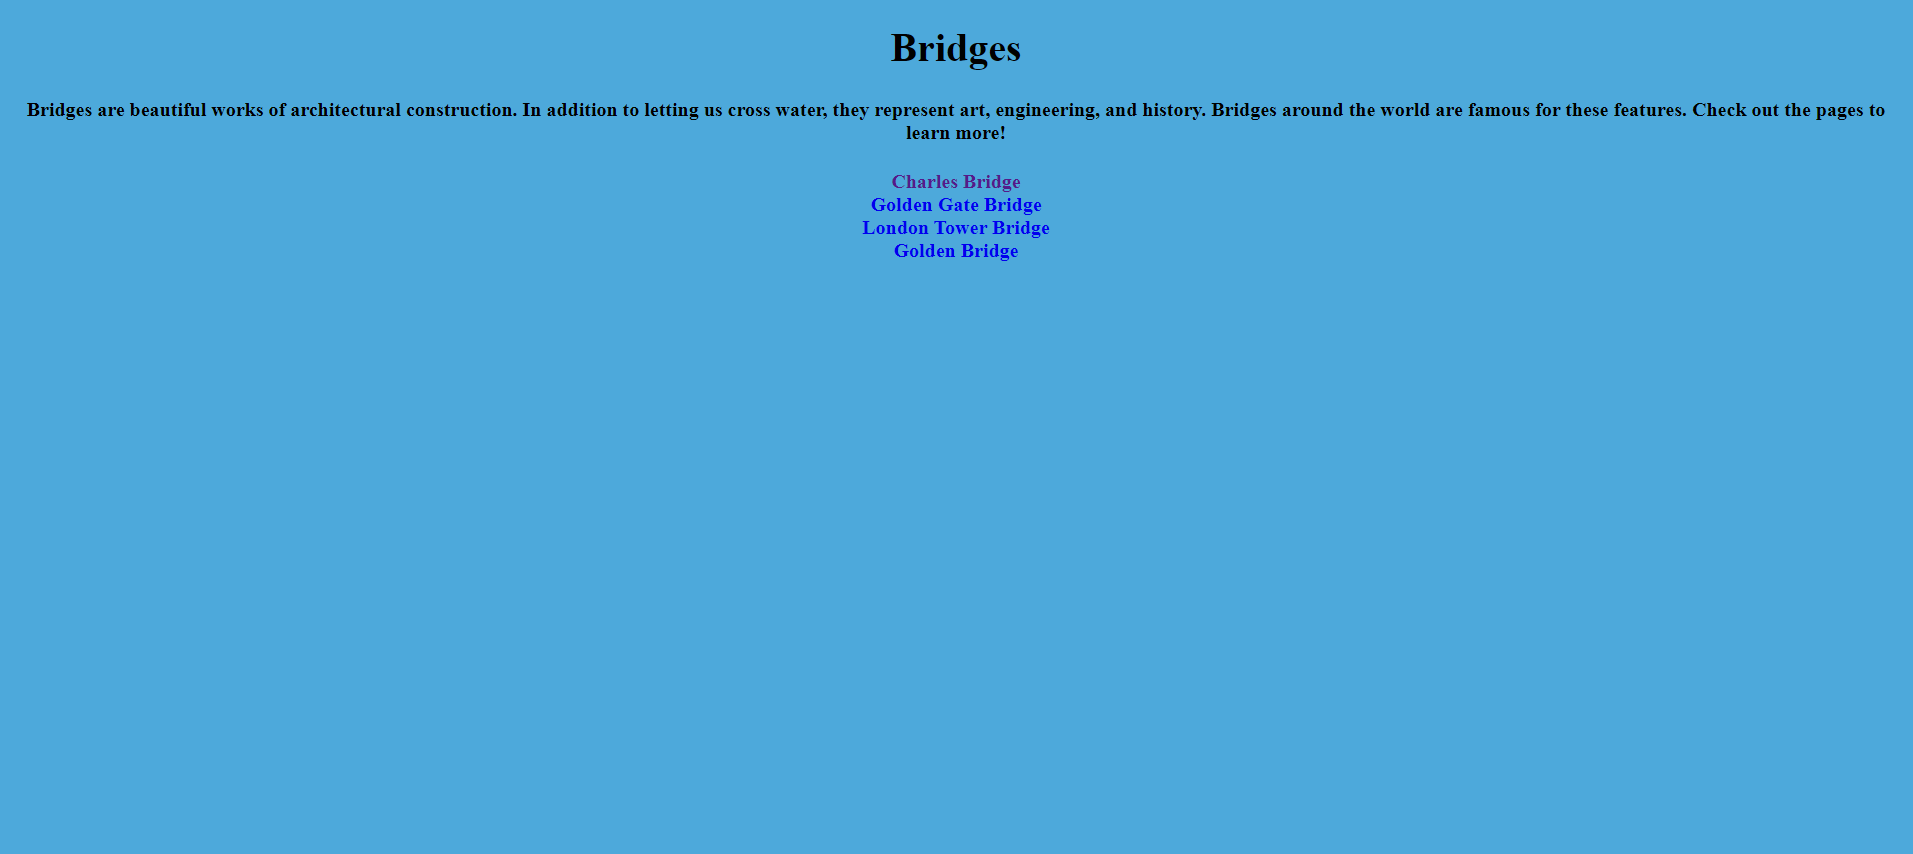 Bridges
Bridges are beautiful works of architectural construction. In addition to letting us cross water, they represent art, engineering, and history. Bridges around the world are famous for these features. Check out the pages to
learn more!
Charles Bridge
Golden Gate Bridge
London Tower Bridge
Golden Bridge